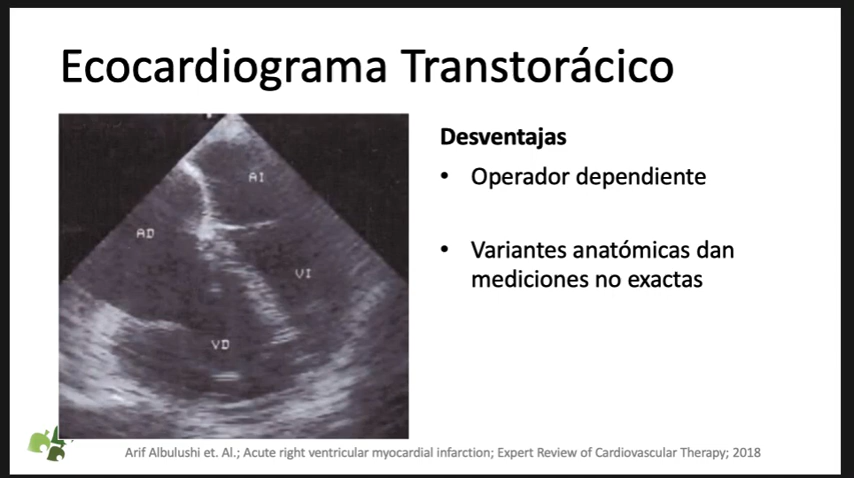 Ecocardiograma Transtorácico
Desventajas
• Operador dependiente
• Variantes anatómicas dan
mediciones no exactas
AI
AD
VI
VD
Arif Albulushi et. Al.; Acute right ventricular myocardial infarction; Expert Review of Cardiovascular Therapy; 2018